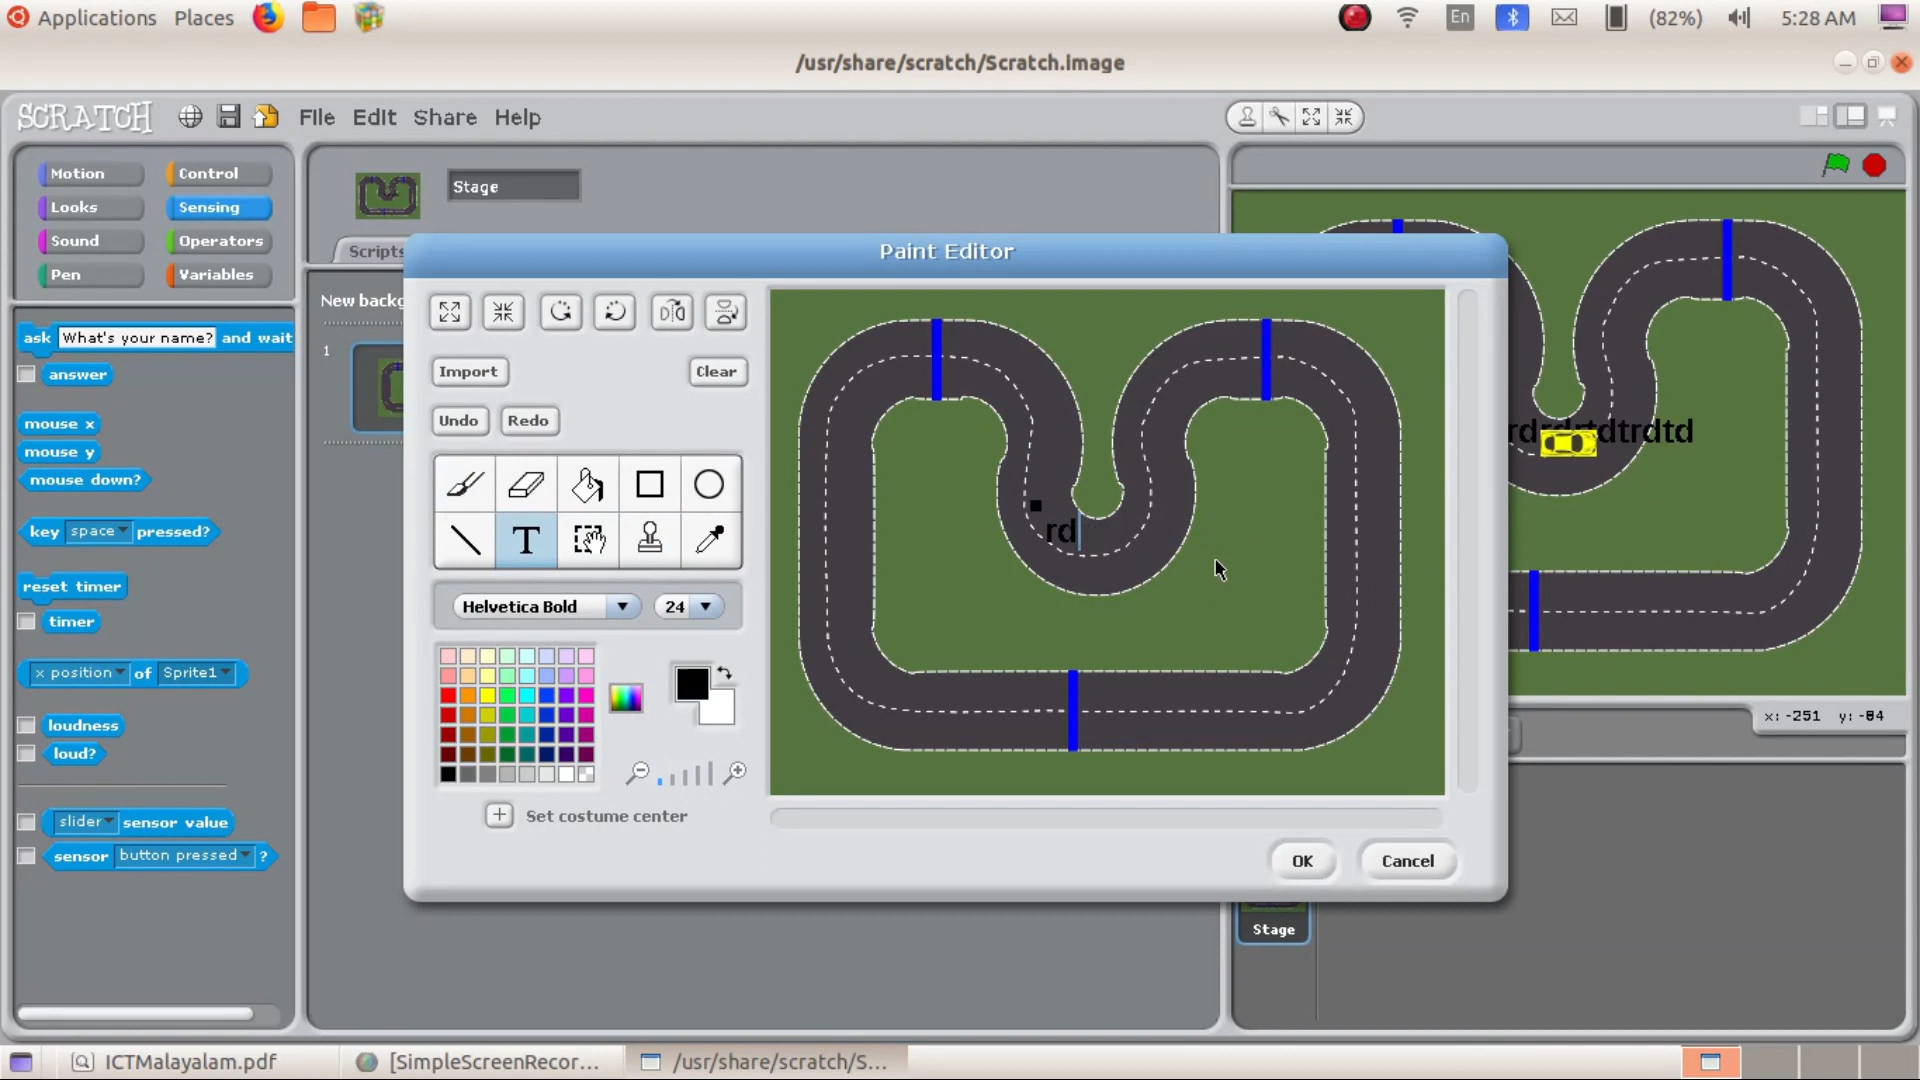 Applications Places En (82%) 5:28 AM
/usr/share/scratch/Scratch.image
SCRATCH File Edit Share Help
Motion Control
Looks Sensing
Sound Operators
Pen Variables
Stage
Scripts
New backg
1
ask What's your name? and wait
answer
mouse x
mouse y
mouse down?
key space pressed?
reset timer
timer
x position of Sprite1
loudness
loud?
slider sensor value
sensor button pressed ?
Paint Editor
Import Clear
Undo Redo
T
Helvetica Bold 24
Set costume center
rd
OK Cancel
x: -251 y: -84
Stage
ICTMalayalam.pdf [SimpleScreenRecor... /usr/share/scratch/S...